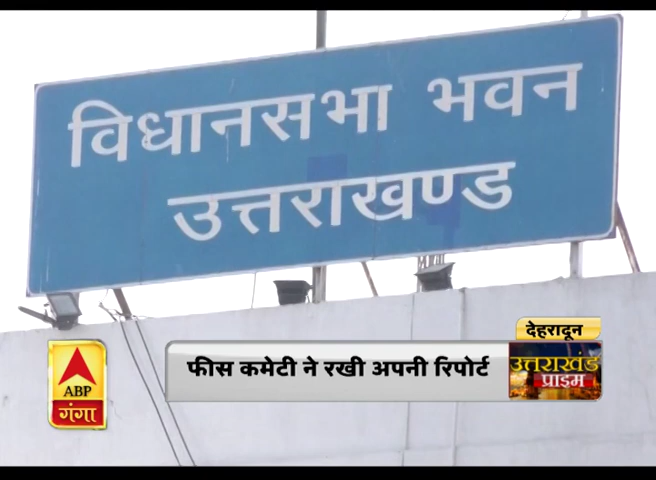 विधानसभा भवन
उत्तराखण्ड
देहरादून
फीस कमेटी ने रखी अपनी रिपोर्ट
उत्तराखंड
प्राइम
ABP
गंगा